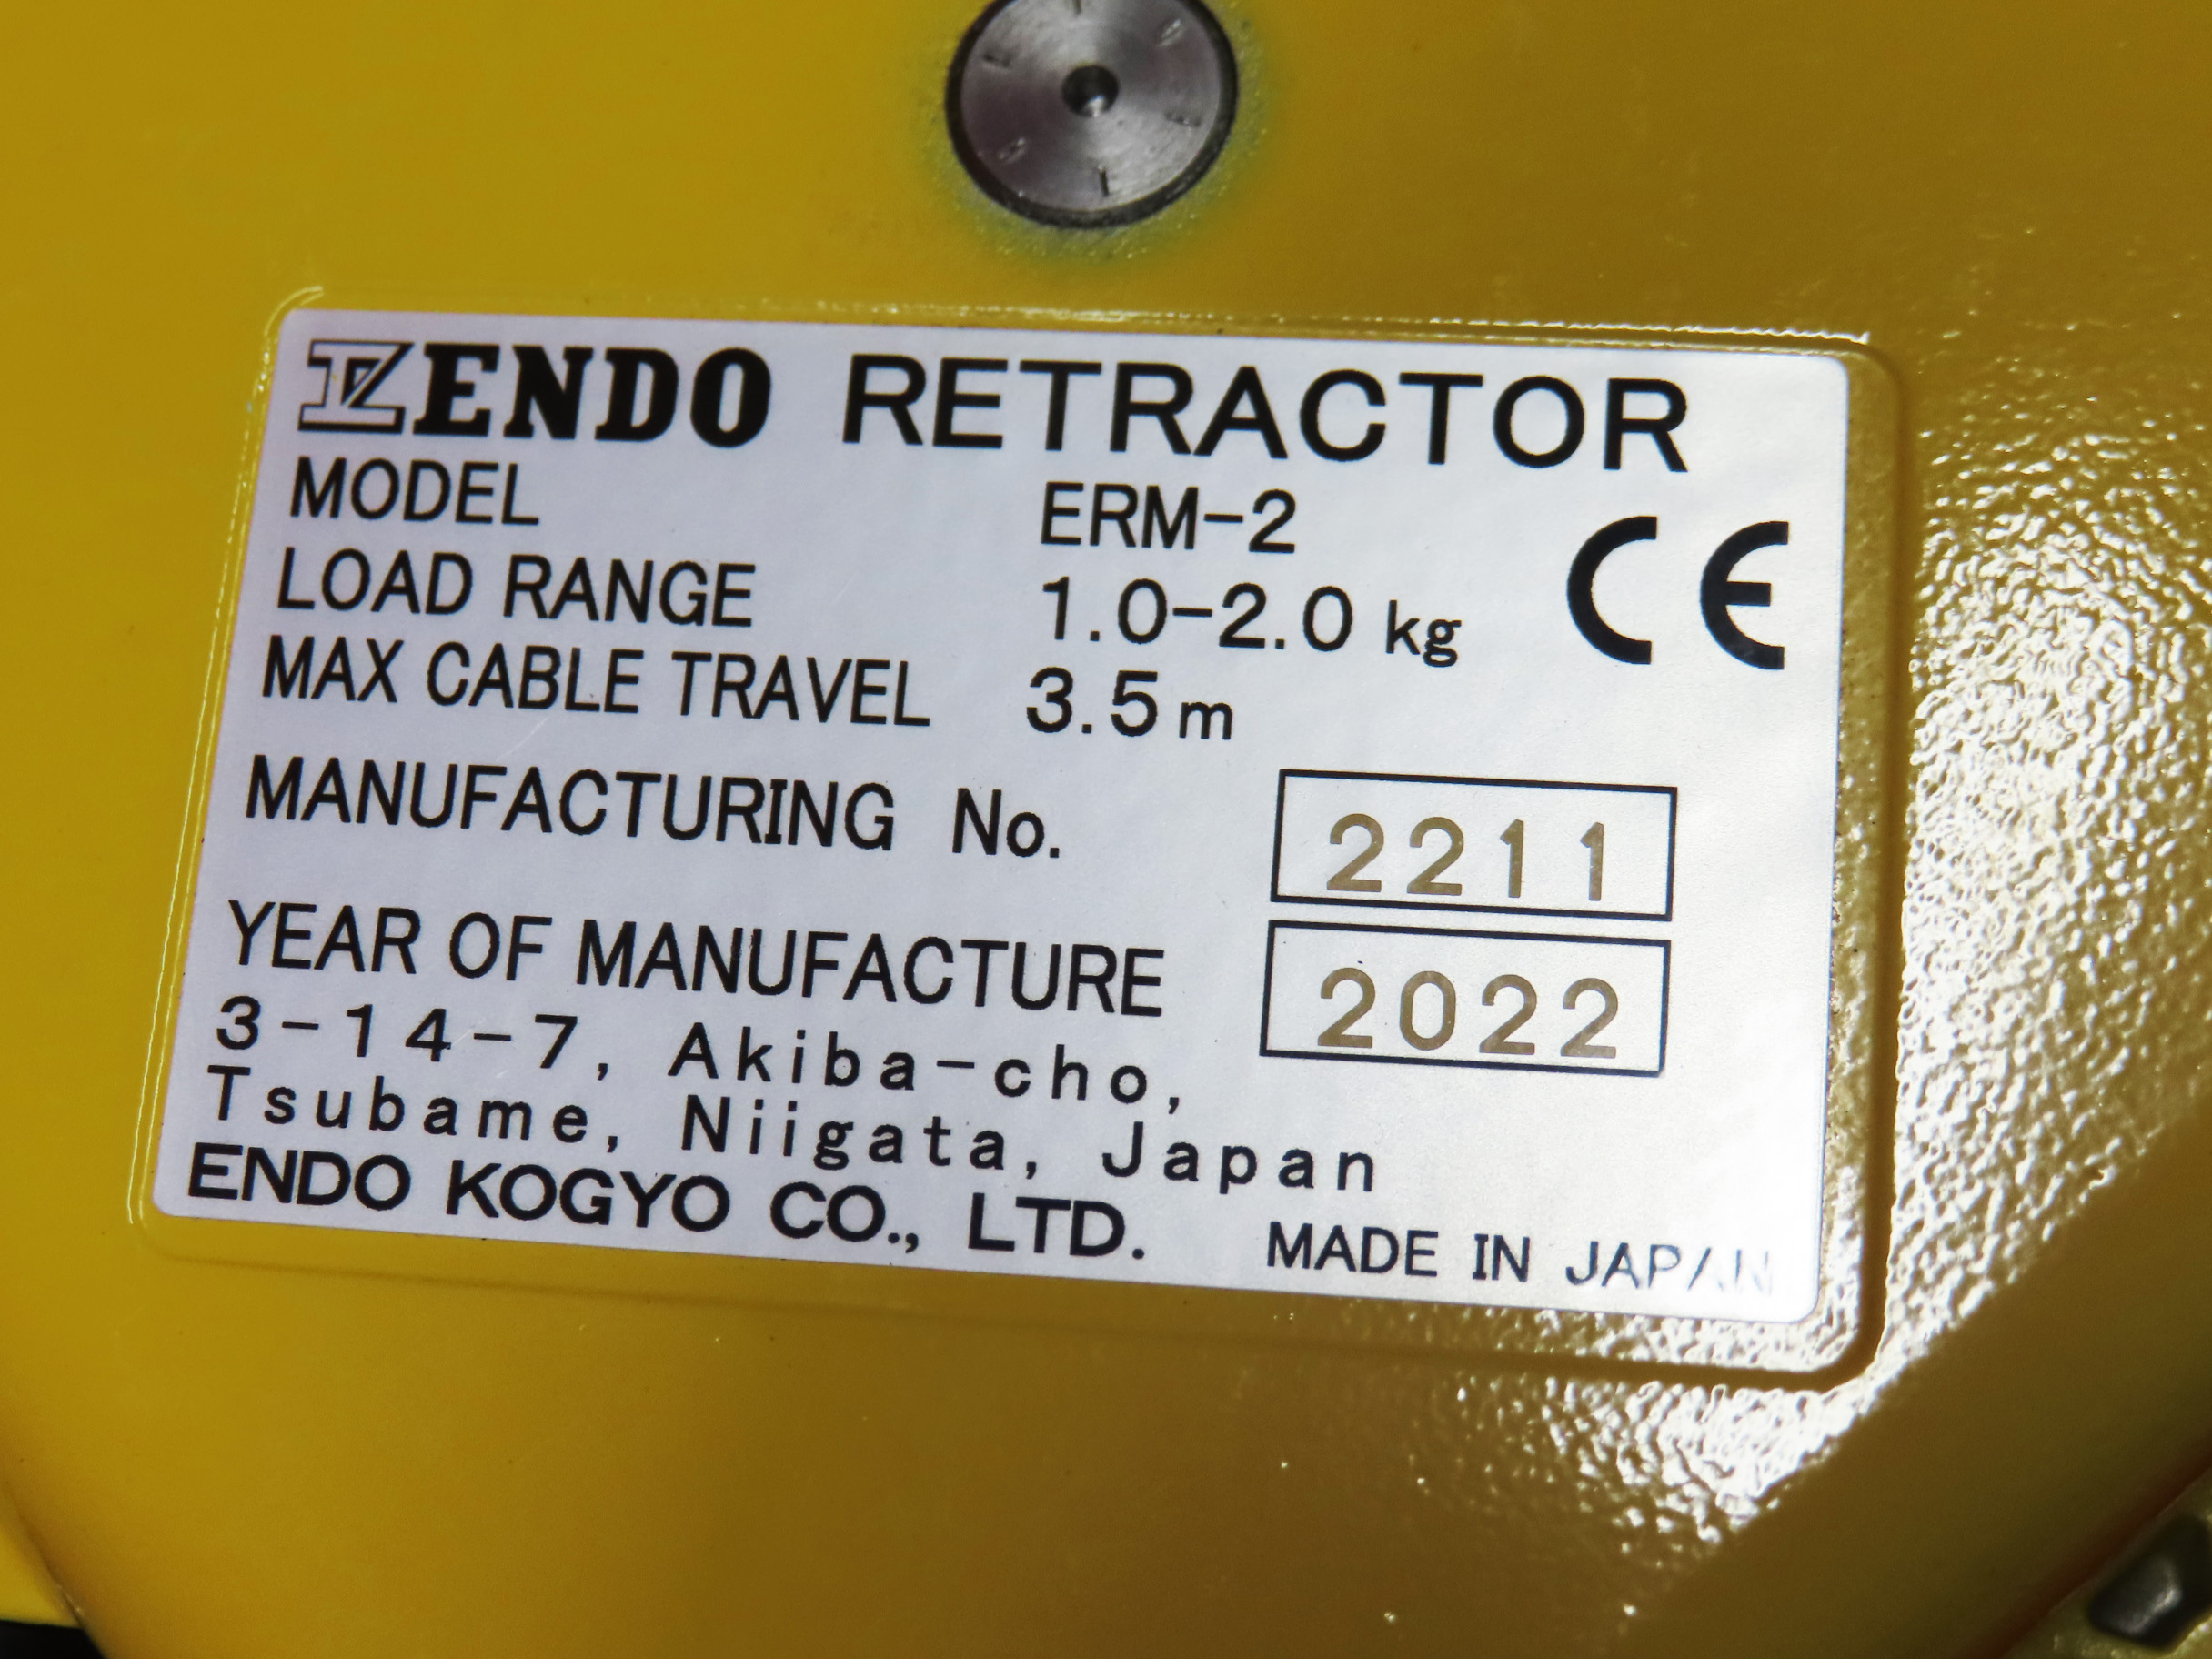 ENDO RETRACTOR
MODEL ERM-2
LOAD RANGE 1.0-2.0 kg
MAX CABLE TRAVEL 3.5m
CE
MANUFACTURING No. 2211
YEAR OF MANUFACTURE 2022
3-14-7, Akiba-cho,
Tsubame, Niigata, Japan
ENDO KOGYO CO., LTD. MADE IN JAPAN